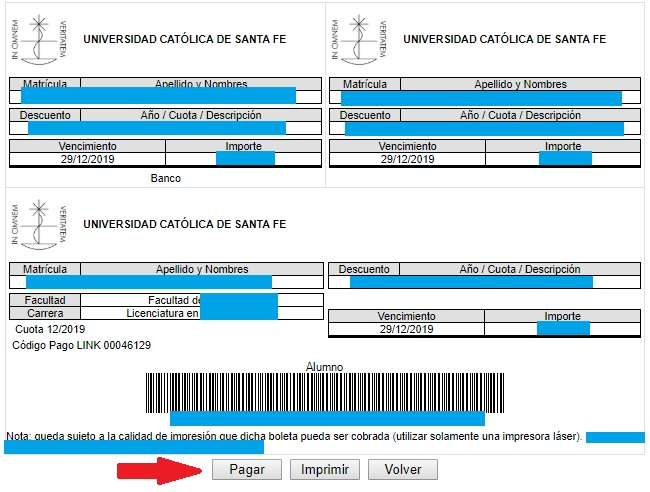 IN OMNEM VERITATEM
UNIVERSIDAD CATÓLICA DE SANTA FE
Matrícula Apellido y Nombres
Descuento Año / Cuota / Descripción
Vencimiento Importe
29/12/2019
Banco
IN OMNEM VERITATEM
UNIVERSIDAD CATÓLICA DE SANTA FE
Matrícula Apellido y Nombres
Descuento Año / Cuota / Descripción
Vencimiento Importe
29/12/2019
IN OMNEM VERITATEM
UNIVERSIDAD CATÓLICA DE SANTA FE
Matrícula Apellido y Nombres
Facultad Facultad
Carrera Licenciatura en
Cuota 12/2019
Código Pago LINK 00046129
Descuento Año / Cuota / Descripción
Vencimiento Importe
29/12/2019
Alumno
Nota: queda sujeto a la calidad de impresión que dicha boleta pueda ser cobrada (utilizar solamente una impresora láser).
Pagar Imprimir Volver